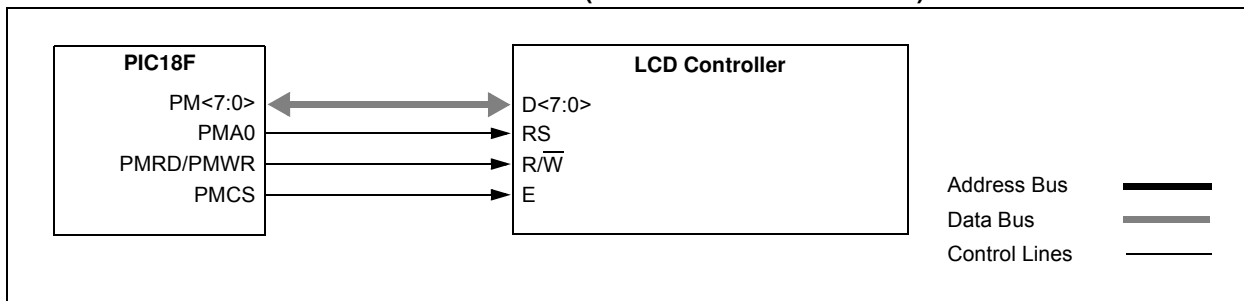 PIC18F
PM<7:0>
PMA0
PMRD/PMWR
PMCS
LCD Controller
D<7:0>
RS
R/W̅
E
Address Bus
Data Bus
Control Lines